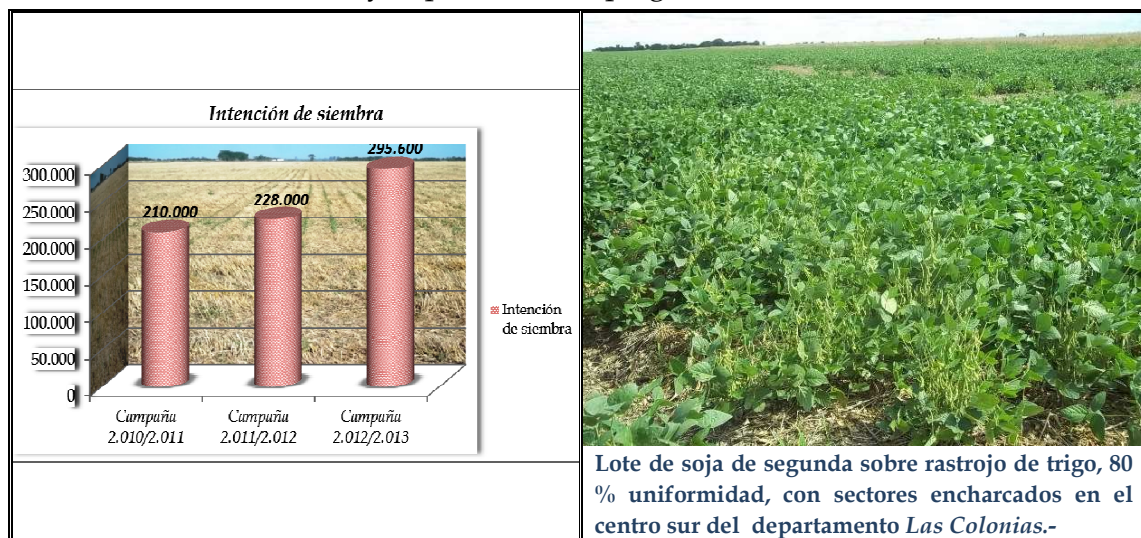 Intención de siembra
300.000
250.000
200.000
150.000
100.000
50.000
0
210.000
228.000
295.600
Campaña
2.010/2.011
Campaña
2.011/2.012
Campaña
2.012/2.013
Intención
de siembra
Lote de soja de segunda sobre rastrojo de trigo, 80
% uniformidad, con sectores encharcados en el
centro sur del departamento Las Colonias.-